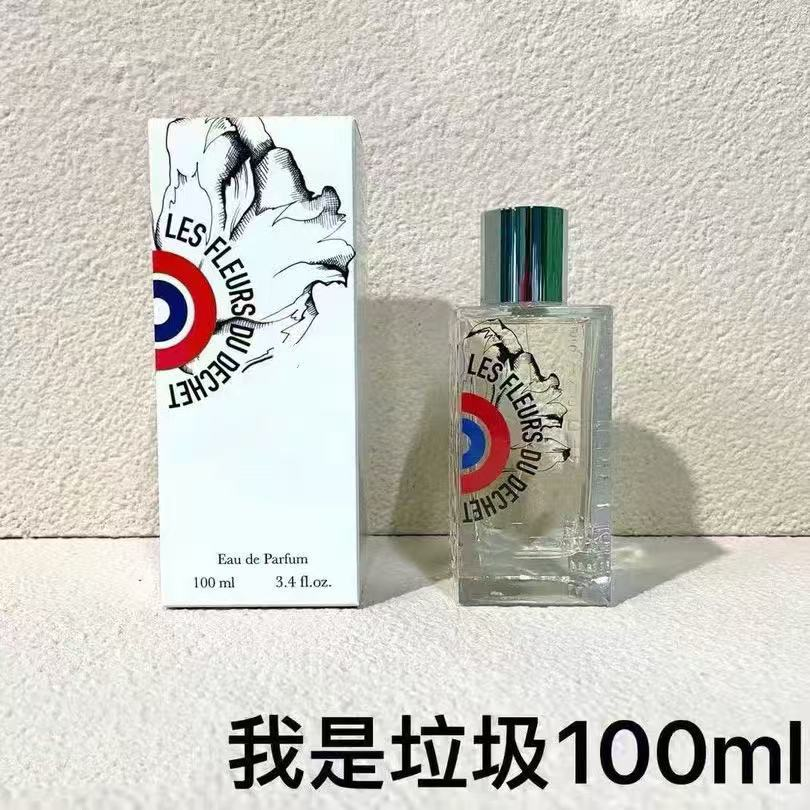 LES FLEURS DU DECHET
Eau de Parfum
100 ml 3.4 fl.oz.
LES FLEURS DU DECHET
我是垃圾100ml